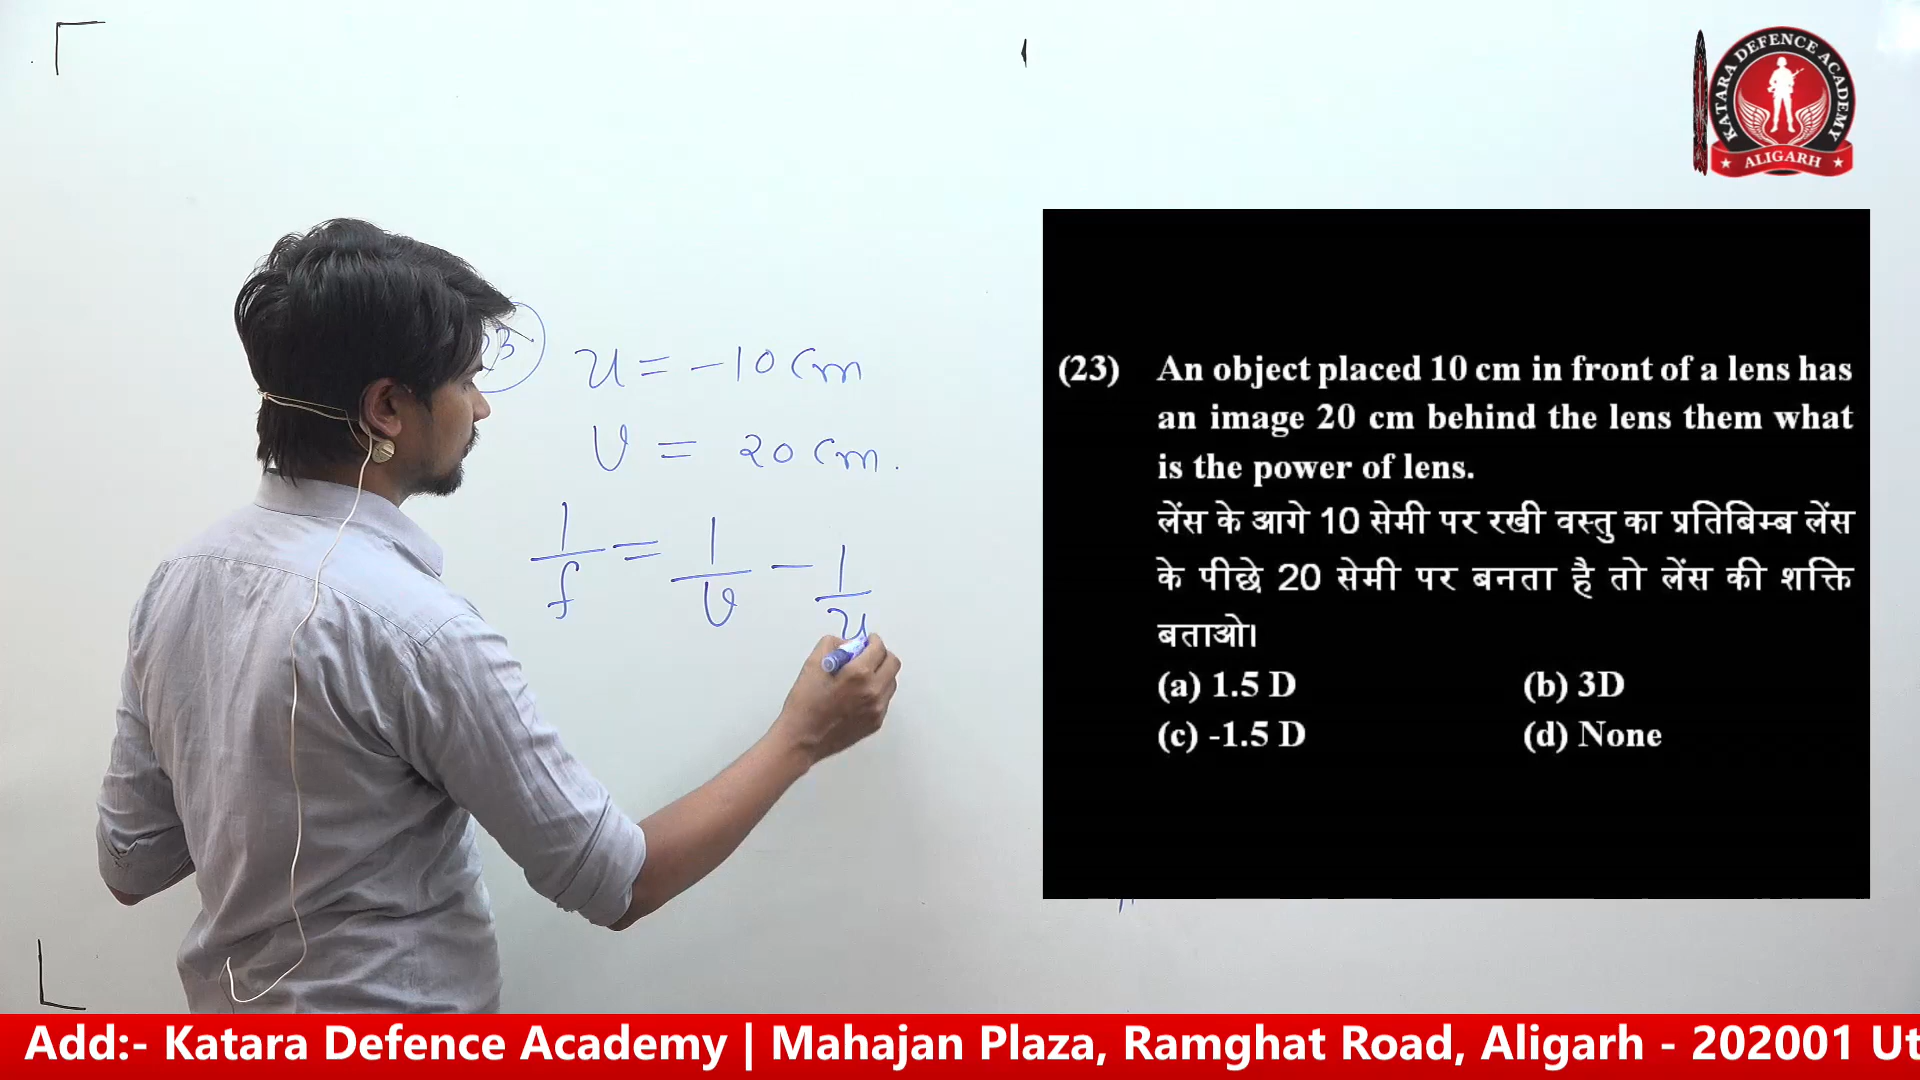 KATARA DEFENCE ACADEMY
ALIGARH
u = -10 cm
v = 20 cm.
1/f = 1/v - 1/u
(23) An object placed 10 cm in front of a lens has
an image 20 cm behind the lens them what
is the power of lens.
लेंस के आगे 10 सेमी पर रखी वस्तु का प्रतिबिम्ब लेंस
के पीछे 20 सेमी पर बनता है तो लेंस की शक्ति
बताओ।
(a) 1.5 D (b) 3D
(c) -1.5 D (d) None
Add:- Katara Defence Academy | Mahajan Plaza, Ramghat Road, Aligarh - 202001 Ut